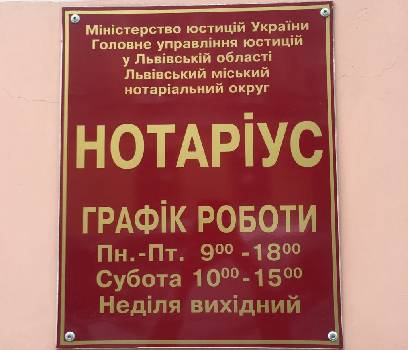 Міністерство юстицій України
Головне управління юстицій
у Львівській області
Львівський міський
нотаріальний округ
НОТАРІУС
ГРАФІК РОБОТИ
Пн.-Пт. 9⁰⁰ -18⁰⁰
Субота 10⁰⁰ -15⁰⁰
Неділя вихідний